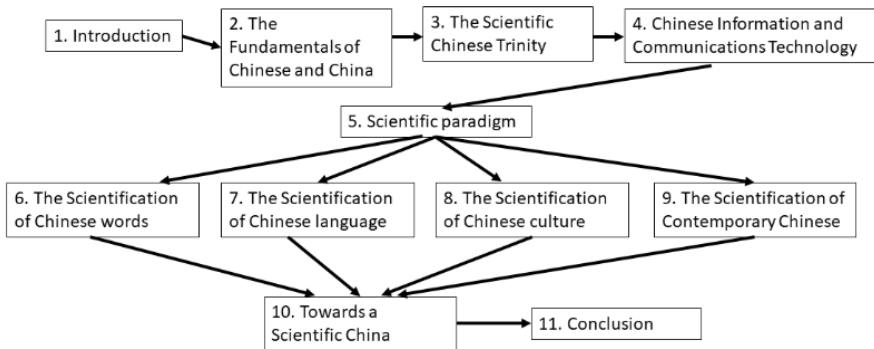 1. Introduction
2. The
Fundamentals of
Chinese and China
3. The Scientific
Chinese Trinity
4. Chinese Information and
Communications Technology
5. Scientific paradigm
6. The Scientification
of Chinese words
7. The Scientification
of Chinese language
8. The Scientification
of Chinese culture
9. The Scientification of
Contemporary Chinese
10. Towards a
Scientific China
11. Conclusion